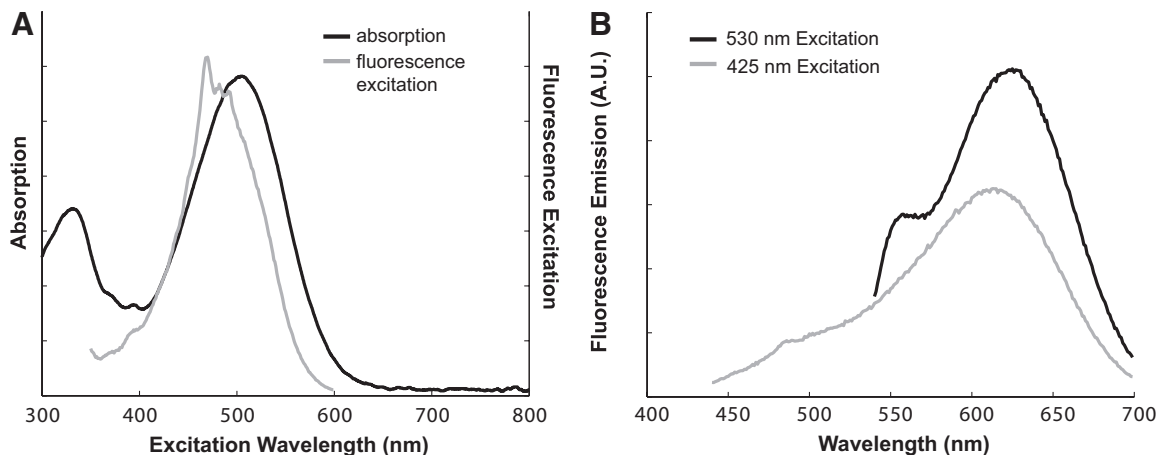 A
absorption
fluorescence
excitation
Absorption
Fluorescence Excitation
300 400 500 600 700 800
Excitation Wavelength (nm)
B
530 nm Excitation
425 nm Excitation
Fluorescence Emission (A.U.)
400 450 500 550 600 650 700
Wavelength (nm)